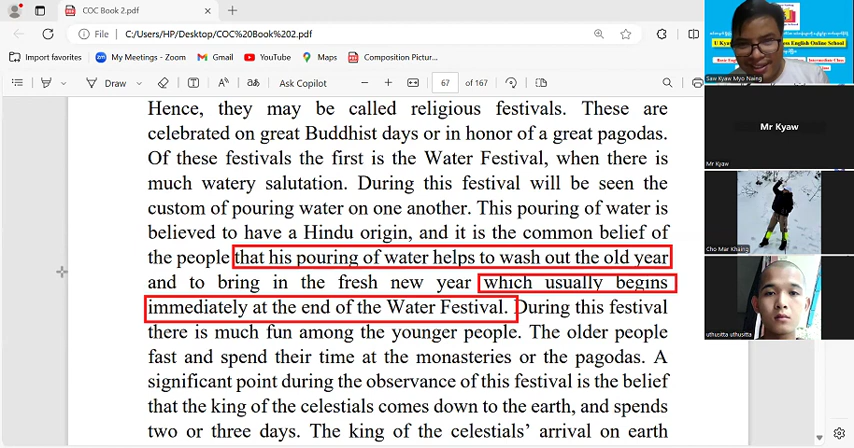 COC Book 2.pdf
File
C:/Users/HP/Desktop/COC%20Book%202.pdf
Import favorites
My Meetings - Zoom
Gmail
YouTube
Maps
Composition Pictur...
Draw
Ask Copilot
67
of 167
Hence, they may be called religious festivals. These are
celebrated on great Buddhist days or in honor of a great pagodas.
Of these festivals the first is the Water Festival, when there is
much watery salutation. During this festival will be seen the
custom of pouring water on one another. This pouring of water is
believed to have a Hindu origin, and it is the common belief of
the people that his pouring of water helps to wash out the old year
and to bring in the fresh new year which usually begins
immediately at the end of the Water Festival. During this festival
there is much fun among the younger people. The older people
fast and spend their time at the monasteries or the pagodas. A
significant point during the observance of this festival is the belief
that the king of the celestials comes down to the earth, and spends
two or three days. The king of the celestials' arrival on earth
U Kyaw
ess English Online School
Intermediate Class
Saw Kyaw Myo Naing
Mr Kyaw
Mr Kyaw
Cho Mar Khaing
uthusitta uthusitta